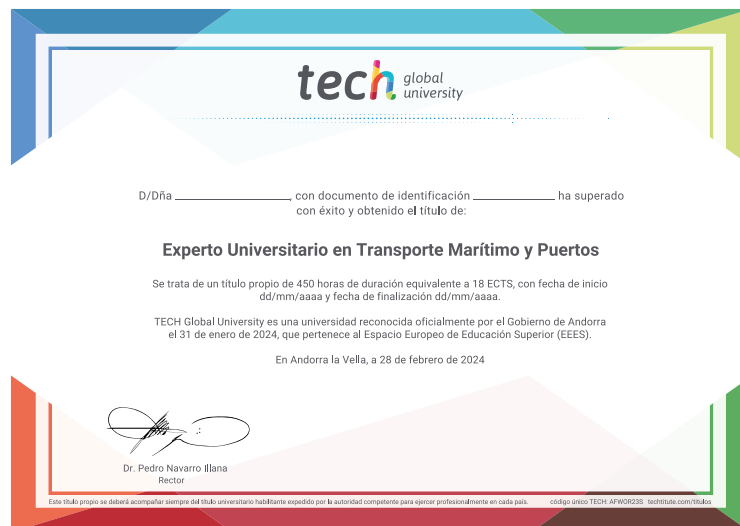 tech global
university
D/Dña ______________, con documento de identificación ______________ ha superado
con éxito y obtenido el título de:
Experto Universitario en Transporte Marítimo y Puertos
Se trata de un título propio de 450 horas de duración equivalente a 18 ECTS, con fecha de inicio
dd/mm/aaaa y fecha de finalización dd/mm/aaaa.
TECH Global University es una universidad reconocida oficialmente por el Gobierno de Andorra
el 31 de enero de 2024, que pertenece al Espacio Europeo de Educación Superior (EEES).
En Andorra la Vella, a 28 de febrero de 2024
Dr. Pedro Navarro Illana
Rector
Este título propio se deberá acompañar siempre del título universitario habilitante expedido por la autoridad competente para ejercer profesionalmente en cada país. código único TECH: AFWOR23S techtitute.com/titulos